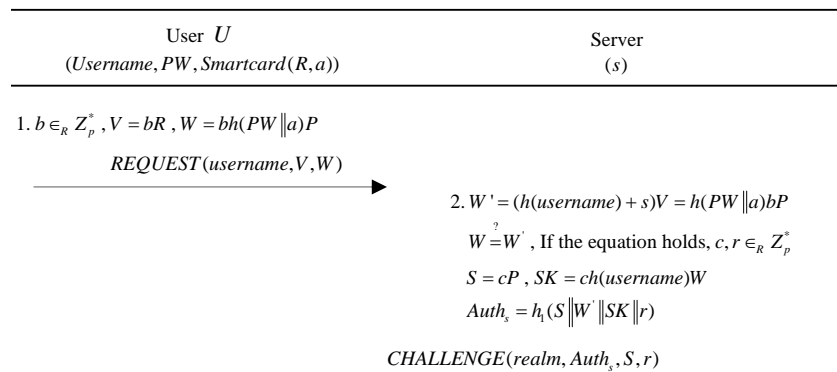 User U
(Username, PW, Smartcard(R, a))
Server
(s)
1. b ∈_R Z_p^*, V = bR, W = bh(PW‖a)P
REQUEST(username, V, W)
2. W' = (h(username) + s)V = h(PW‖a)bP
W =^? W', If the equation holds, c, r ∈_R Z_p^*
S = cP, SK = ch(username)W
Auth_s = h_1(S‖W'‖SK‖r)
CHALLENGE(realm, Auth_s, S, r)